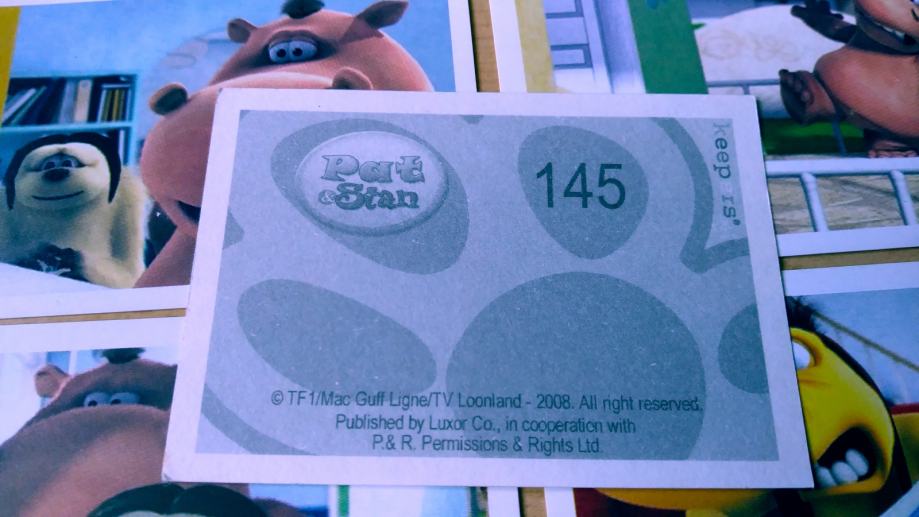 Pat
& Stan
145
keep rs'
© TF1/Mac Guff Ligne/TV Loonland - 2008. All right reserved.
Published by Luxor Co., in cooperation with
P.& R. Permissions & Rights Ltd.